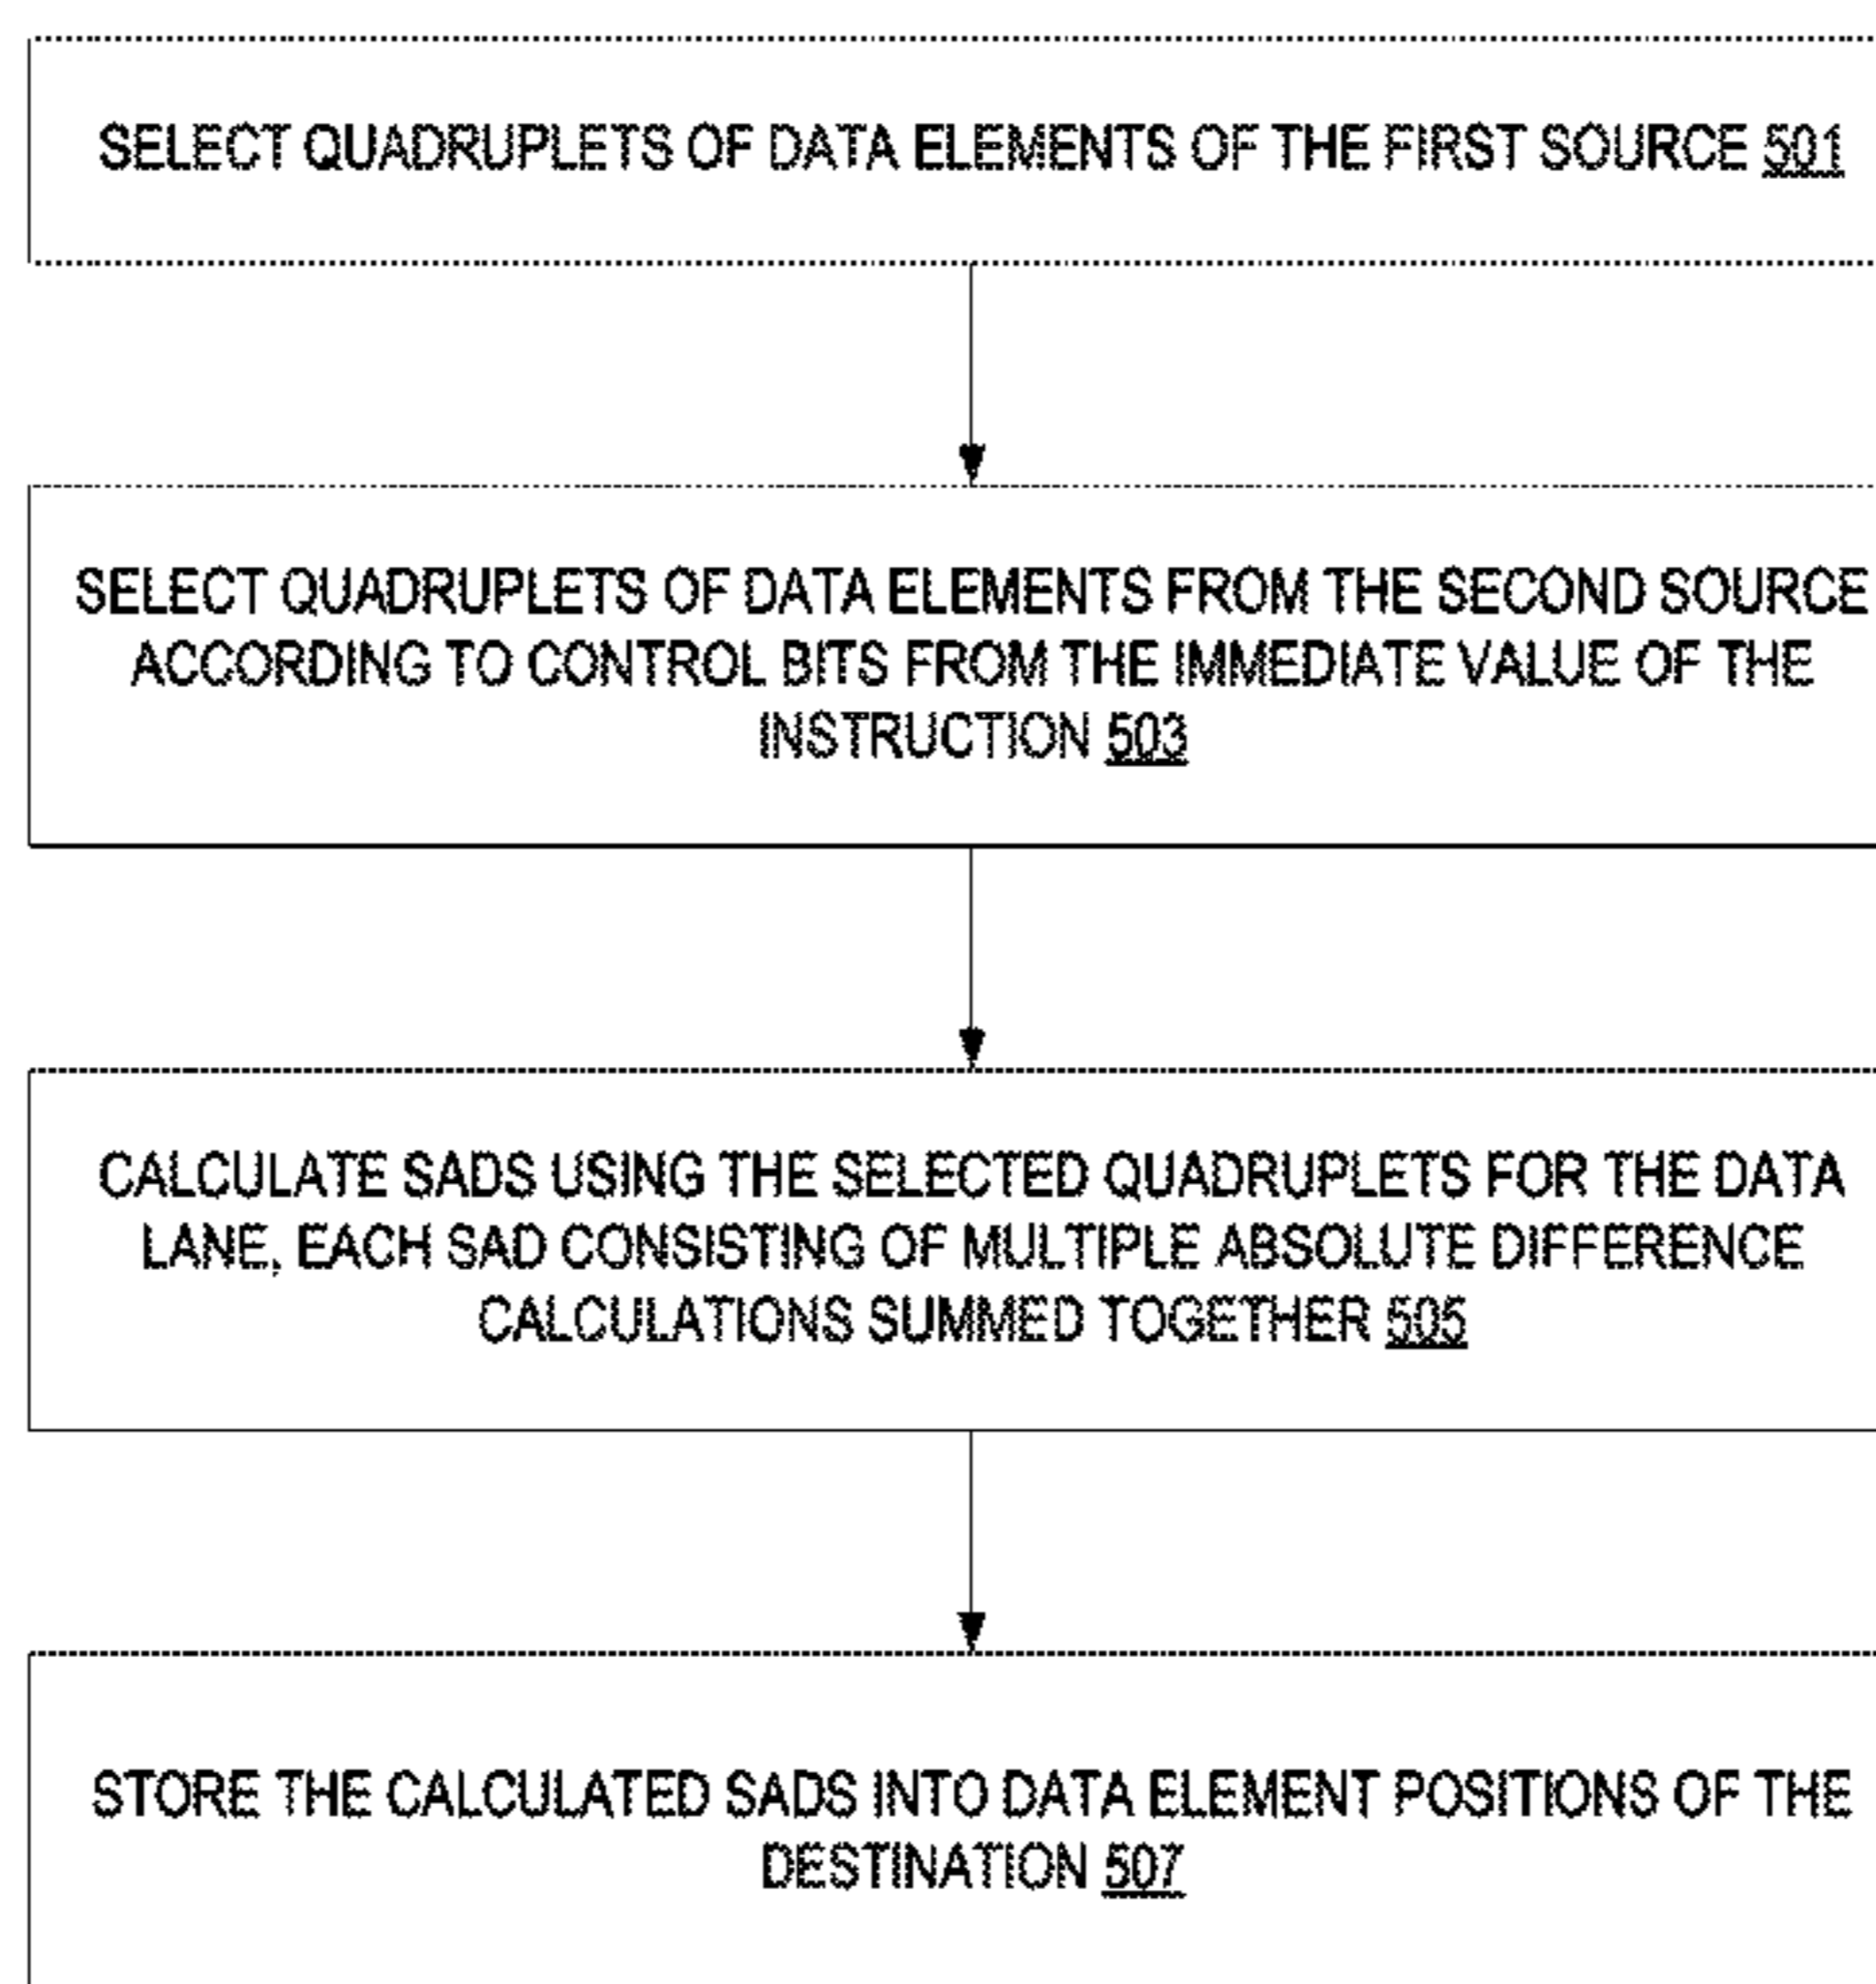 SELECT QUADRUPLETS OF DATA ELEMENTS OF THE FIRST SOURCE 501
SELECT QUADRUPLETS OF DATA ELEMENTS FROM THE SECOND SOURCE
ACCORDING TO CONTROL BITS FROM THE IMMEDIATE VALUE OF THE
INSTRUCTION 503
CALCULATE SADS USING THE SELECTED QUADRUPLETS FOR THE DATA
LANE, EACH SAD CONSISTING OF MULTIPLE ABSOLUTE DIFFERENCE
CALCULATIONS SUMMED TOGETHER 505
STORE THE CALCULATED SADS INTO DATA ELEMENT POSITIONS OF THE
DESTINATION 507